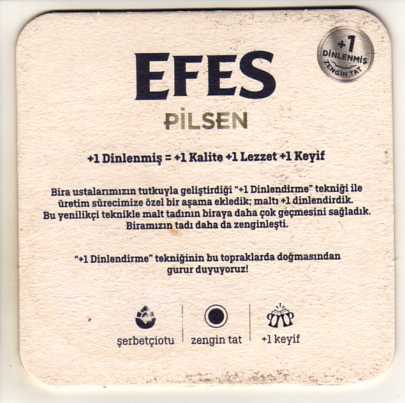 EFES
PİLSEN
+1
DİNLENMİŞ
ZENGİN TAT
+1 Dinlenmiş = +1 Kalite +1 Lezzet +1 Keyif
Bira ustalarımızın tutkuyla geliştirdiği "+1 Dinlendirme" tekniği ile
üretim sürecimize özel bir aşama ekledik; maltı +1 dinlendirdik.
Bu yenilikçi teknikle malt tadının biraya daha çok geçmesini sağladık.
Biramızın tadı daha da zenginleşti.
"+1 Dinlendirme" tekniğinin bu topraklarda doğmasından
gurur duyuyoruz!
şerbetçiotu
zengin tat
+1 keyif